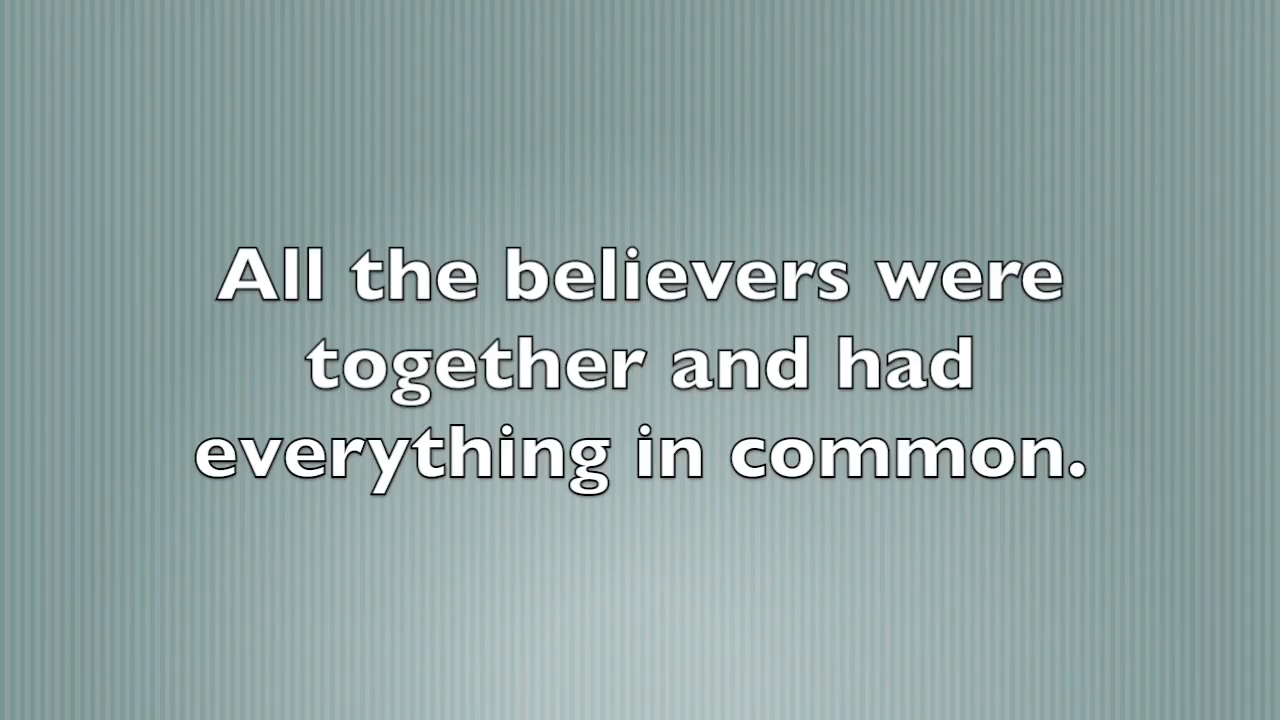 All the believers were
together and had
everything in common.